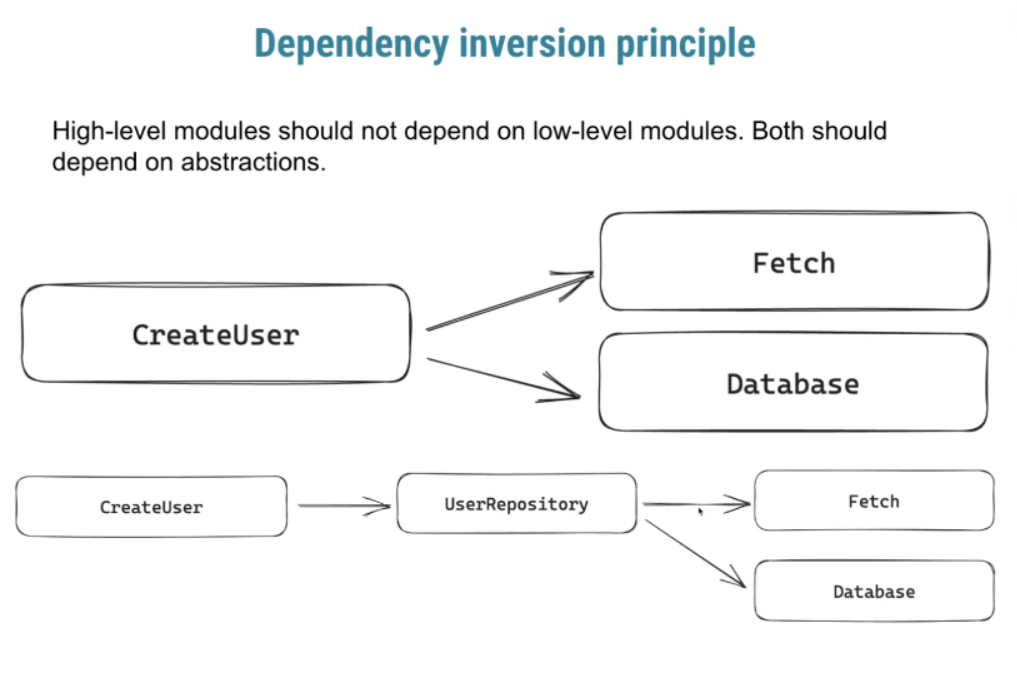 Dependency inversion principle
High-level modules should not depend on low-level modules. Both should
depend on abstractions.
Fetch
CreateUser
Database
CreateUser
UserRepository
Fetch
Database